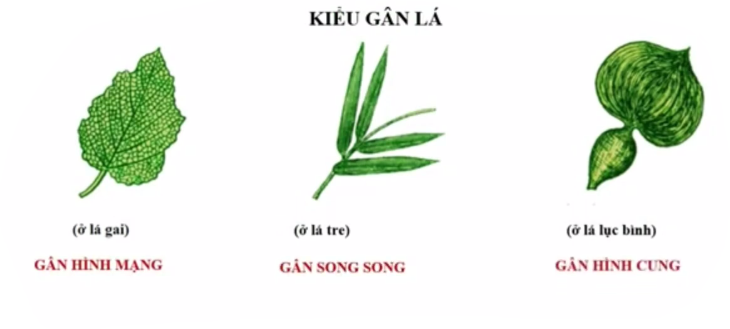 KIỂU GÂN LÁ
(ở lá gai)
(ở lá tre)
(ở lá lục bình)
GÂN HÌNH MẠNG
GÂN SONG SONG
GÂN HÌNH CUNG